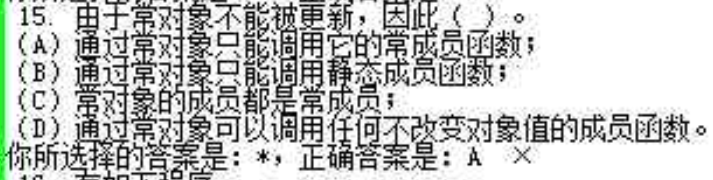 15. 由于常对象不能被更新，因此（ ）。
(A) 通过常对象只能调用它的常成员函数；
(B) 通过常对象只能调用静态成员函数；
(C) 常对象的成员都是常成员；
(D) 通过常对象可以调用任何不改变对象值的成员函数。
你所选择的答案是：*，正确答案是：A ×